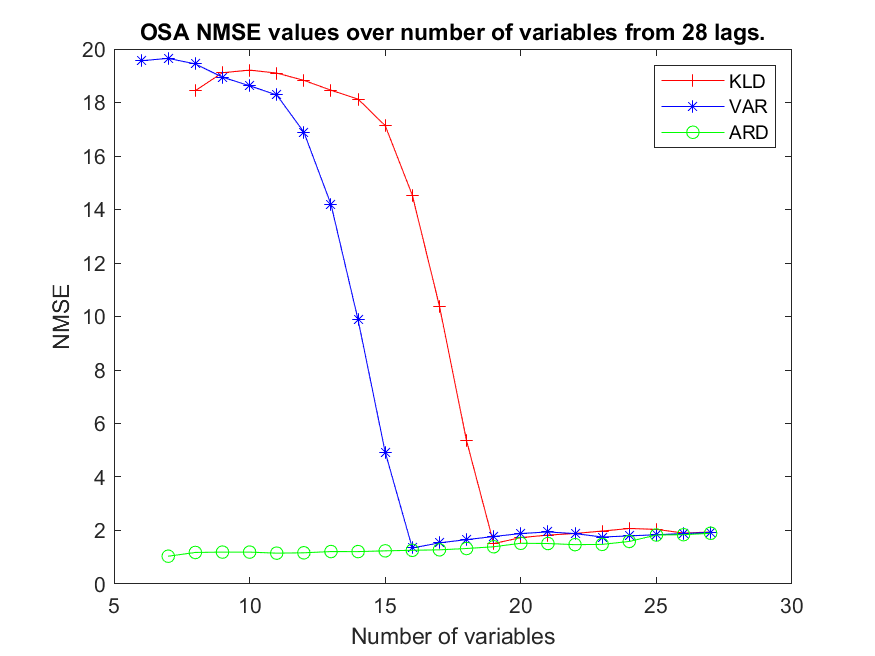 OSA NMSE values over number of variables from 28 lags.
20
18
16
14
12
10
8
6
4
2
0
NMSE
KLD
VAR
ARD
5 10 15 20 25 30
Number of variables